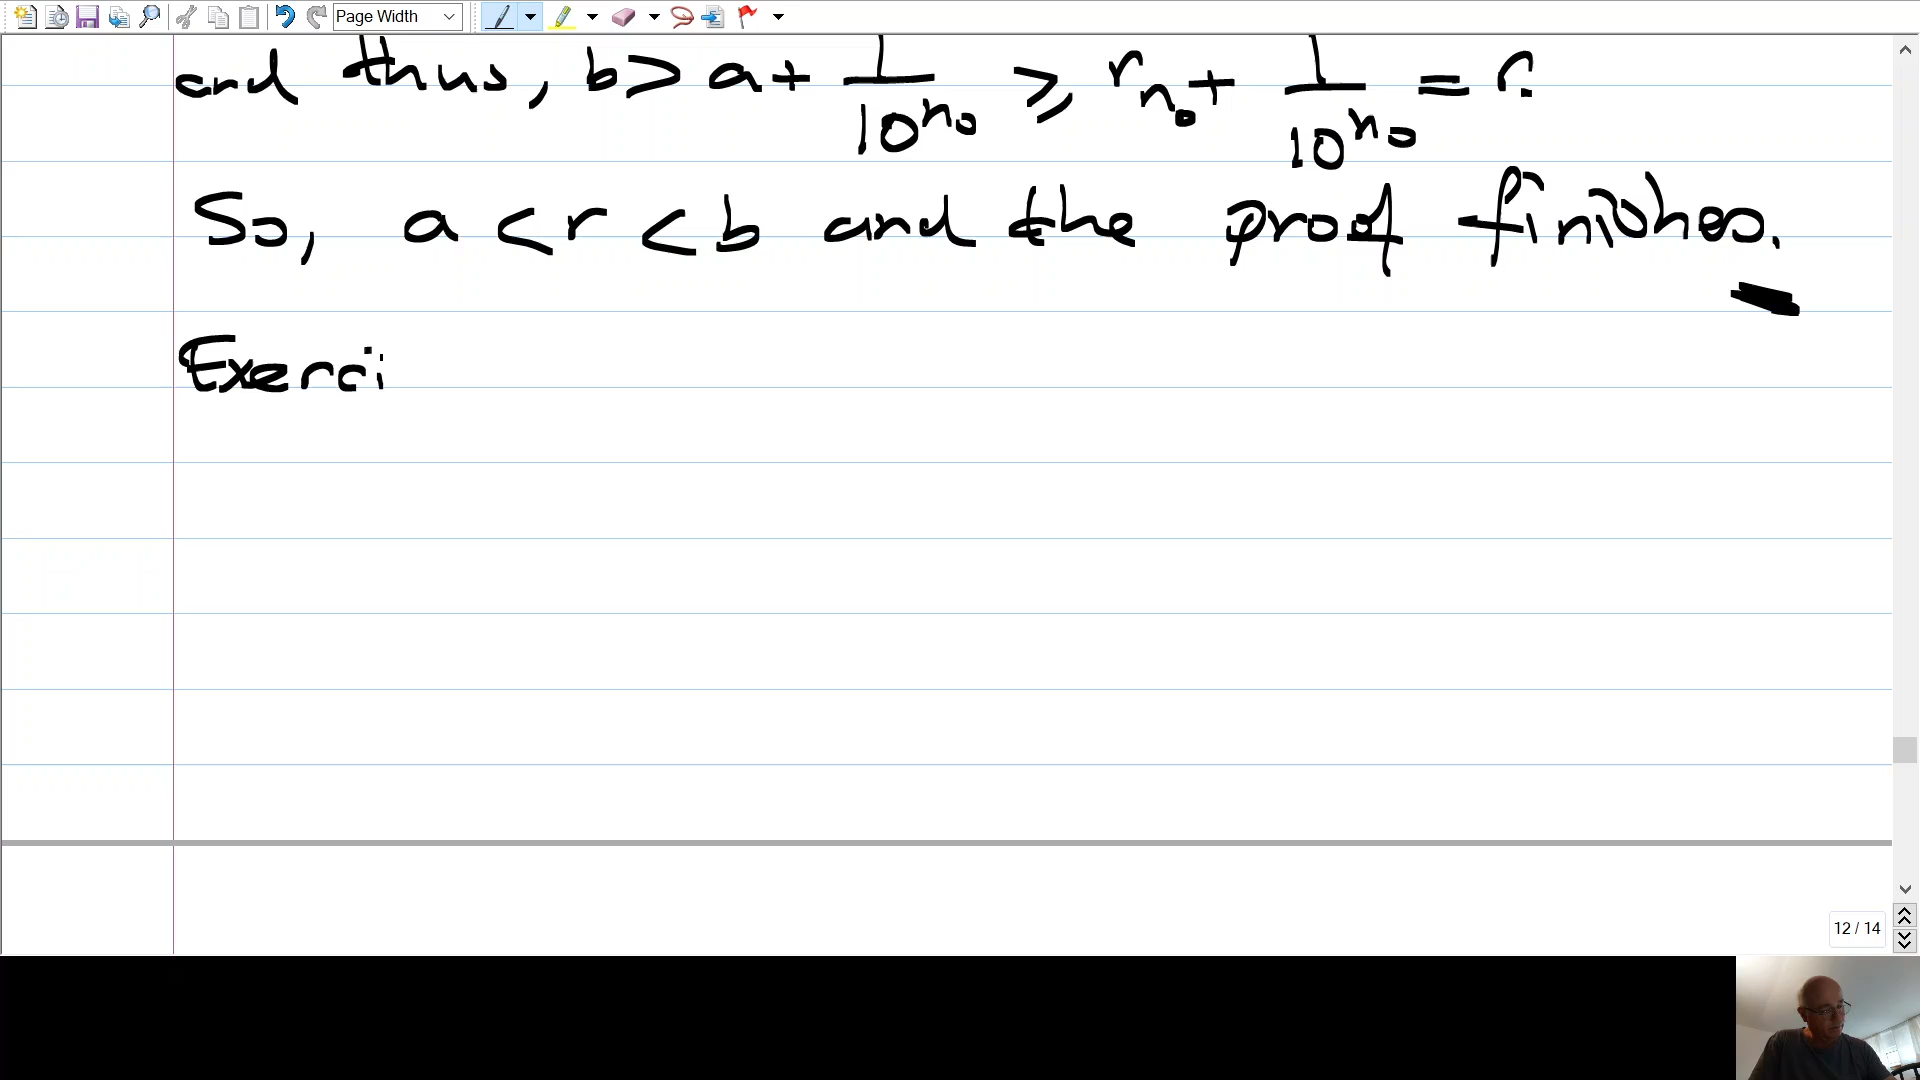 Page Width
and thus, b > a + 1/10^n₀ ⩾ r_n₀ + 1/10^n₀ = r.
So, a < r < b and the proof finishes.
Exerci
12 / 14